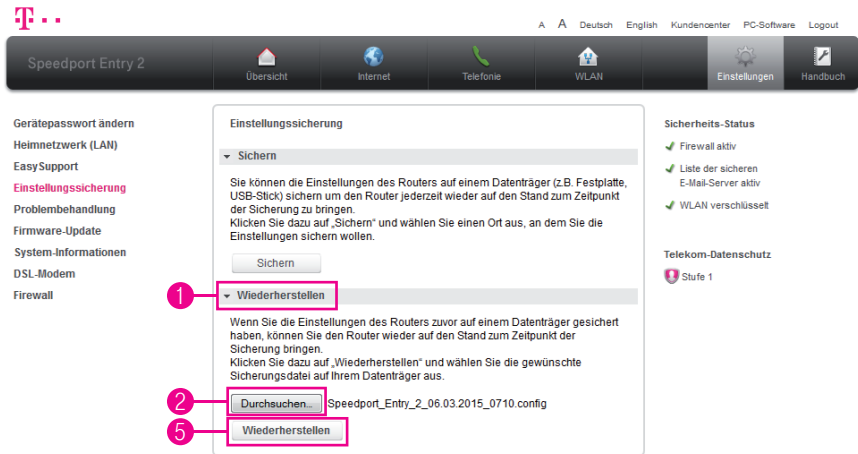 T
A A Deutsch English Kundencenter PC-Software Logout
Speedport Entry 2
Übersicht
Internet
Telefonie
WLAN
Einstellungen
Handbuch
Gerätepasswort ändern
Heimnetzwerk (LAN)
EasySupport
Einstellungssicherung
Problembehandlung
Firmware-Update
System-Informationen
DSL-Modem
Firewall
Einstellungssicherung
Sichern
Sie können die Einstellungen des Routers auf einem Datenträger (z.B. Festplatte,
USB-Stick) sichern um den Router jederzeit wieder auf den Stand zum Zeitpunkt
der Sicherung zu bringen.
Klicken Sie dazu auf „Sichern“ und wählen Sie einen Ort aus, an dem Sie die
Einstellungen sichern wollen.
Sichern
1
Wiederherstellen
Wenn Sie die Einstellungen des Routers zuvor auf einem Datenträger gesichert
haben, können Sie den Router wieder auf den Stand zum Zeitpunkt der
Sicherung bringen.
Klicken Sie dazu auf „Wiederherstellen“ und wählen Sie die gewünschte
Sicherungsdatei auf Ihrem Datenträger aus.
2
Durchsuchen... Speedport_Entry_2_06.03.2015_0710.config
5
Wiederherstellen
Sicherheits-Status
Firewall aktiv
Liste der sicheren
E-Mail-Server aktiv
WLAN verschlüsselt
Telekom-Datenschutz
Stufe 1